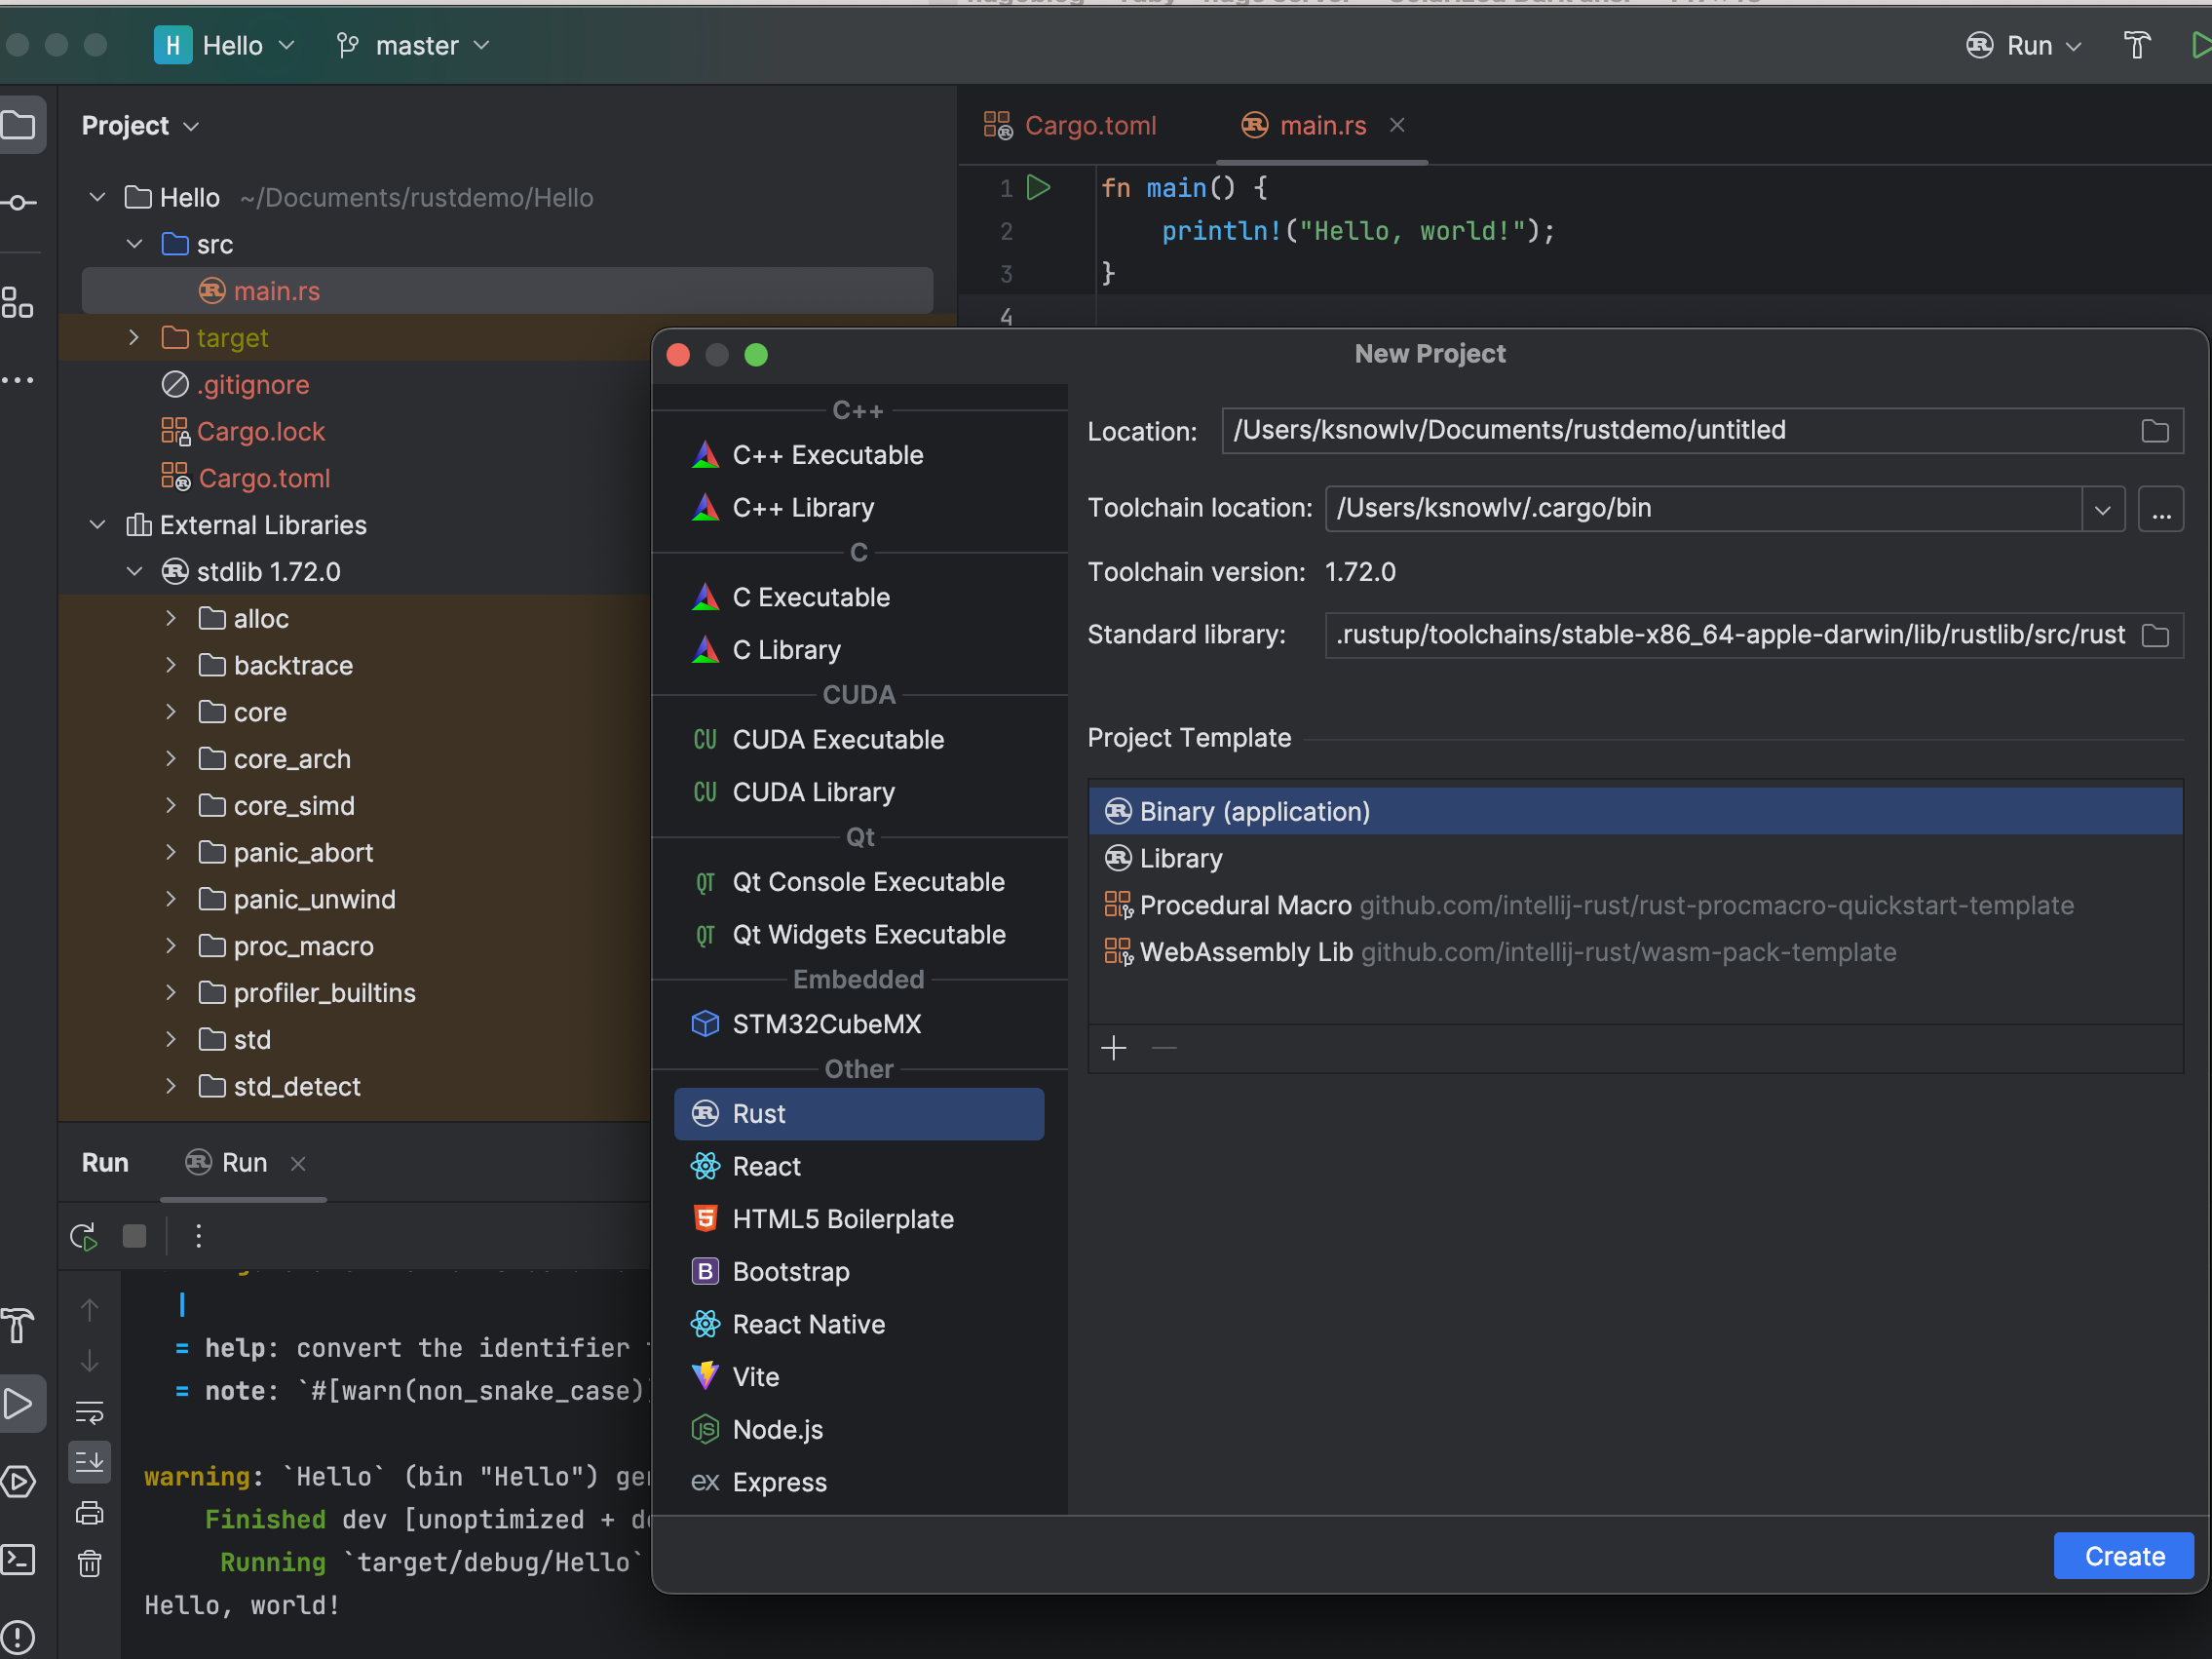 H Hello master
Run
Project
Cargo.toml main.rs
Hello ~/Documents/rustdemo/Hello
src
main.rs
target
.gitignore
Cargo.lock
Cargo.toml
External Libraries
stdlib 1.72.0
alloc
backtrace
core
core_arch
core_simd
panic_abort
panic_unwind
proc_macro
profiler_builtins
std
std_detect
1 fn main() {
2 println!("Hello, world!");
3 }
4
New Project
C++
C++ Executable
C++ Library
C
C Executable
C Library
CUDA
CU CUDA Executable
CU CUDA Library
Qt
QT Qt Console Executable
QT Qt Widgets Executable
Embedded
STM32CubeMX
Other
Rust
React
HTML5 Boilerplate
B Bootstrap
React Native
Vite
Node.js
ex Express
Location: /Users/ksnowlv/Documents/rustdemo/untitled
Toolchain location: /Users/ksnowlv/.cargo/bin ...
Toolchain version: 1.72.0
Standard library: .rustup/toolchains/stable-x86_64-apple-darwin/lib/rustlib/src/rust
Project Template
Binary (application)
Library
Procedural Macro github.com/intellij-rust/rust-procmacro-quickstart-template
WebAssembly Lib github.com/intellij-rust/wasm-pack-template
Create
Run Run
|
= help: convert the identifier
= note: `#[warn(non_snake_case)]
warning: `Hello` (bin "Hello")
Finished dev [unoptimized +
Running `target/debug/Hello`
Hello, world!